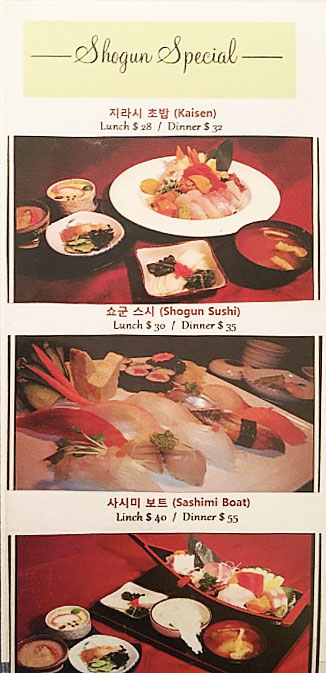 Shogun Special
지라시 초밥 (Kaisen)
Lunch $ 28 / Dinner $ 32
쇼군 스시 (Shogun Sushi)
Lunch $ 30 / Dinner $ 35
사시미 보트 (Sashimi Boat)
Linch $ 40 / Dinner $ 55